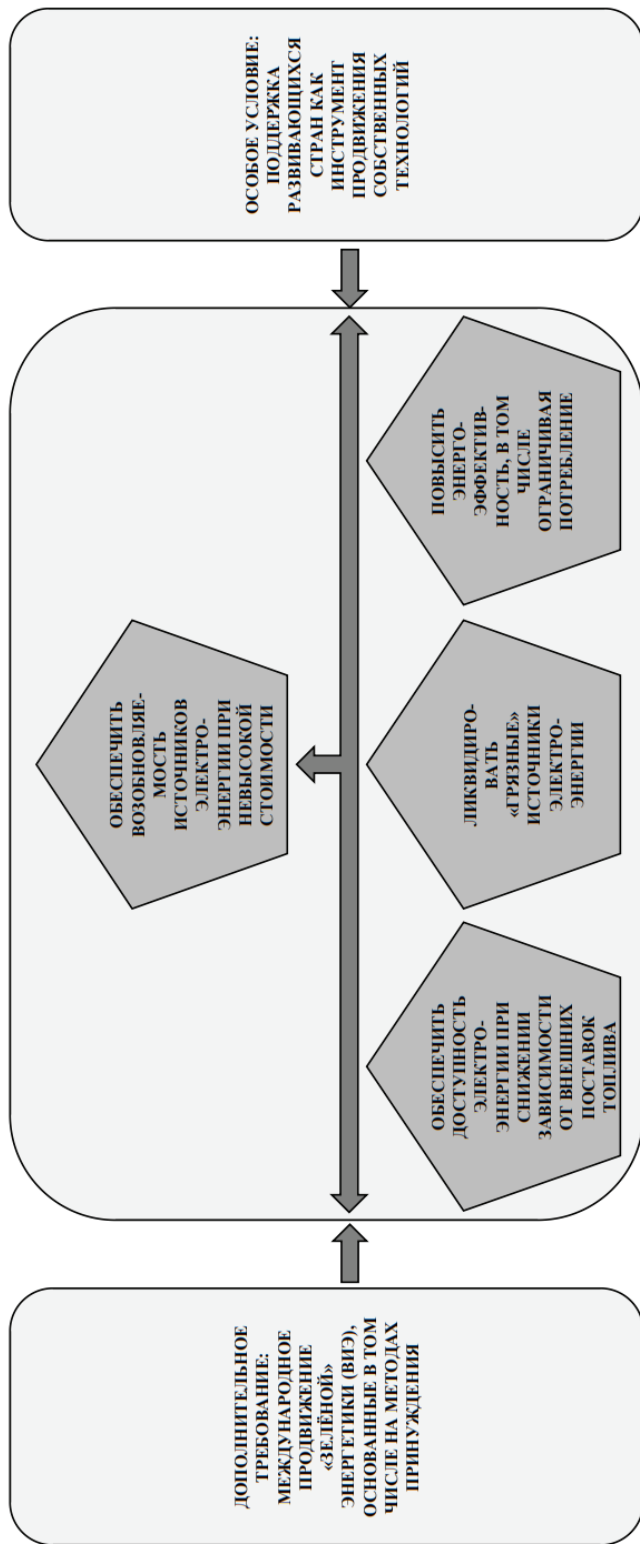 ДОПОЛНИТЕЛЬНОЕ
ТРЕБОВАНИЕ:
МЕЖДУНАРОДНОЕ
ПРОДВИЖЕНИЕ
«ЗЕЛЁНОЙ»
ЭНЕРГЕТИКИ (ВИЭ),
ОСНОВАННЫЕ В ТОМ
ЧИСЛЕ НА МЕТОДАХ
ПРИНУЖДЕНИЯ
ОБЕСПЕЧИТЬ
ВОЗОБНОВЛЯЕ-
МОСТЬ
ИСТОЧНИКОВ
ЭЛЕКТРО-
ЭНЕРГИИ ПРИ
НЕВЫСОКОЙ
СТОИМОСТИ
ОБЕСПЕЧИТЬ
ДОСТУПНОСТЬ
ЭЛЕКТРО-
ЭНЕРГИИ ПРИ
СНИЖЕНИИ
ЗАВИСИМОСТИ
ОТ ВНЕШНИХ
ПОСТАВОК
ТОПЛИВА
ЛИКВИДИРО-
ВАТЬ
«ГРЯЗНЫЕ»
ИСТОЧНИКИ
ЭЛЕКТРО-
ЭНЕРГИИ
ПОВЫСИТЬ
ЭНЕРГО-
ЭФФЕКТИВ-
НОСТЬ, В ТОМ
ЧИСЛЕ
ОГРАНИЧИВАЯ
ПОТРЕБЛЕНИЕ
ОСОБОЕ УСЛОВИЕ:
ПОДДЕРЖКА
РАЗВИВАЮЩИХСЯ
СТРАН КАК
ИНСТРУМЕНТ
ПРОДВИЖЕНИЯ
СОБСТВЕННЫХ
ТЕХНОЛОГИЙ